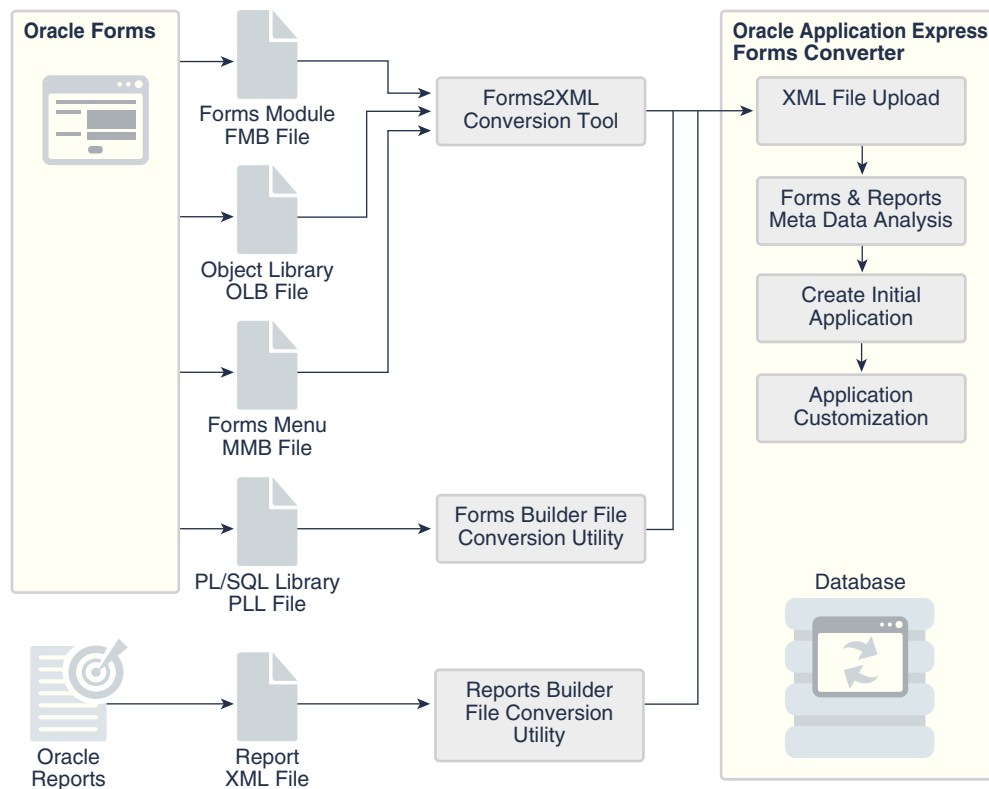 Oracle Forms
Forms Module
FMB File
Object Library
OLB File
Forms Menu
MMB File
PL/SQL Library
PLL File
Oracle
Reports
Report
XML File
Forms2XML
Conversion Tool
Forms Builder File
Conversion Utility
Reports Builder
File Conversion
Utility
Oracle Application Express
Forms Converter
XML File Upload
Forms & Reports
Meta Data Analysis
Create Initial
Application
Application
Customization
Database